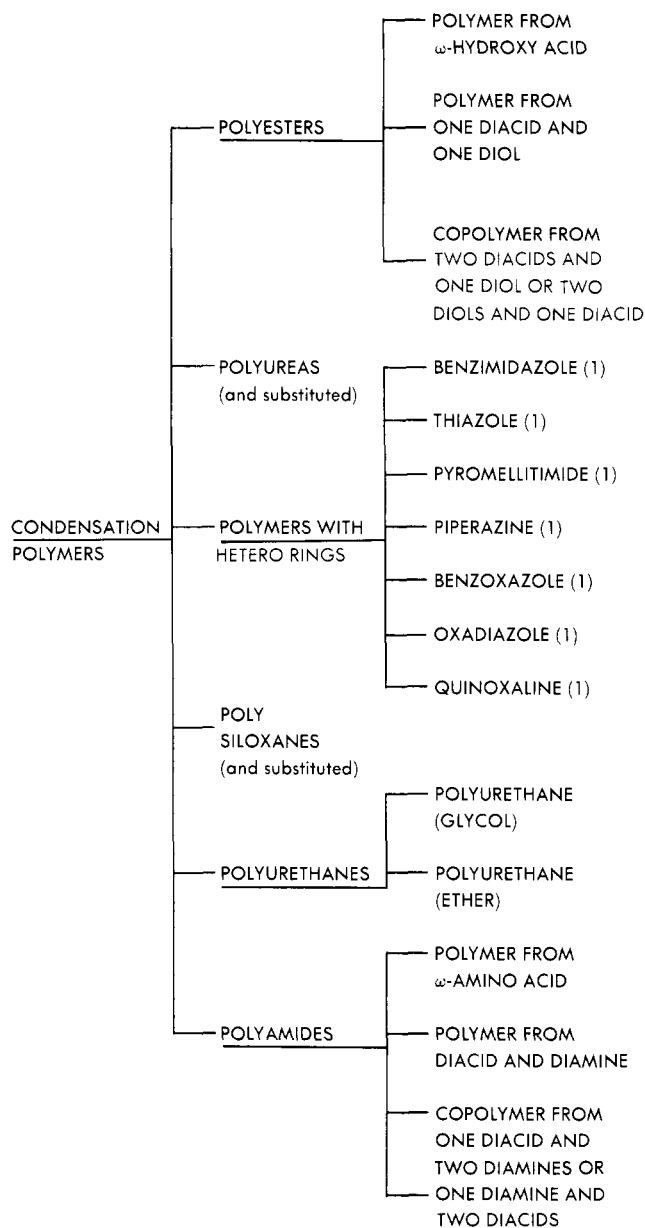 CONDENSATION
POLYMERS
POLYESTERS
POLYMER FROM
ω-HYDROXY ACID
POLYMER FROM
ONE DIACID AND
ONE DIOL
COPOLYMER FROM
TWO DIACIDS AND
ONE DIOL OR TWO
DIOLS AND ONE DIACID
POLYUREAS
(and substituted)
POLYMERS WITH
HETERO RINGS
BENZIMIDAZOLE (1)
THIAZOLE (1)
PYROMELLITIMIDE (1)
PIPERAZINE (1)
BENZOXAZOLE (1)
OXADIAZOLE (1)
QUINOXALINE (1)
POLY
SILOXANES
(and substituted)
POLYURETHANES
POLYURETHANE
(GLYCOL)
POLYURETHANE
(ETHER)
POLYAMIDES
POLYMER FROM
ω-AMINO ACID
POLYMER FROM
DIACID AND DIAMINE
COPOLYMER FROM
ONE DIACID AND
TWO DIAMINES OR
ONE DIAMINE AND
TWO DIACIDS